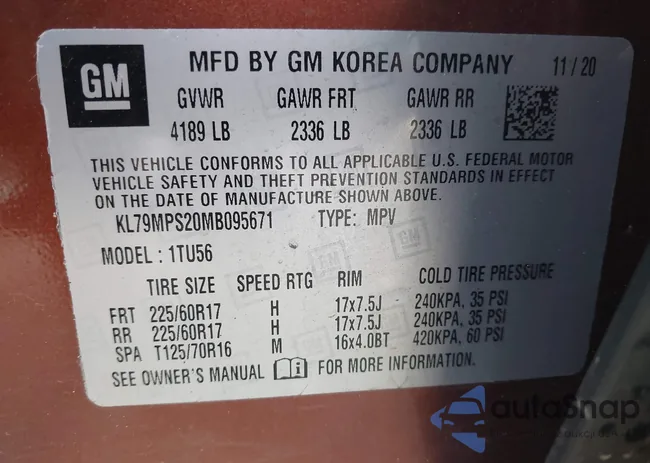 GM MFD BY GM KOREA COMPANY 11/20
GVWR GAWR FRT GAWR RR
4189 LB 2336 LB 2336 LB
THIS VEHICLE CONFORMS TO ALL APPLICABLE U.S. FEDERAL MOTOR
VEHICLE SAFETY AND THEFT PREVENTION STANDARDS IN EFFECT
ON THE DATE OF MANUFACTURE SHOWN ABOVE.
KL79MPS20MB095671 TYPE: MPV
MODEL: 1TU56
TIRE SIZE SPEED RTG RIM COLD TIRE PRESSURE
FRT 225/60R17 H 17x7.5J 240KPA, 35 PSI
RR 225/60R17 H 17x7.5J 240KPA, 35 PSI
SPA T125/70R16 M 16x4.0BT 420KPA, 60 PSI
SEE OWNER'S MANUAL FOR MORE INFORMATION.
autoSnap